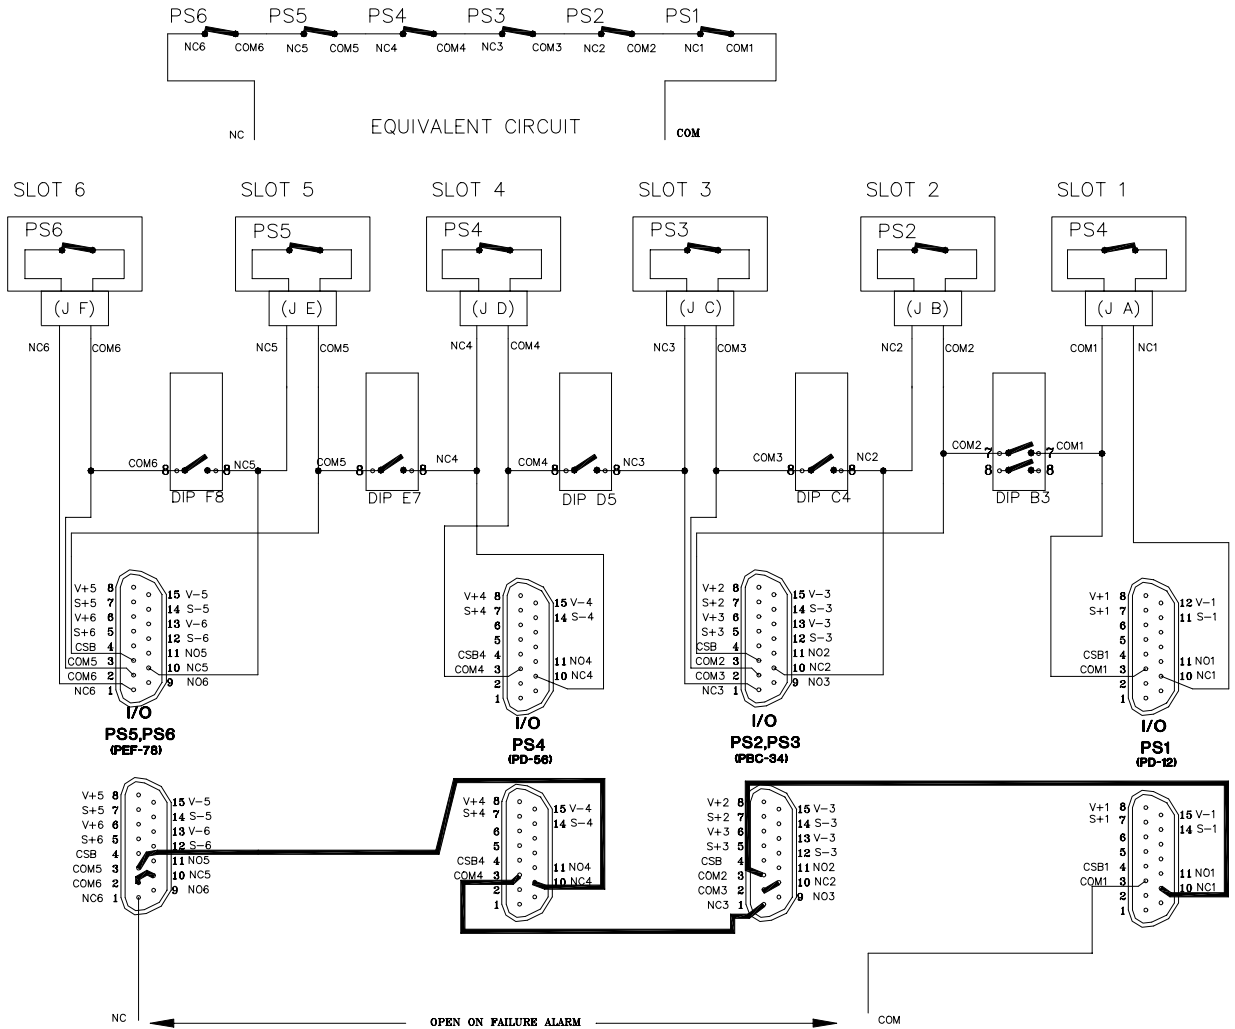 PS6 PS5 PS4 PS3 PS2 PS1
NC6 COM6 NC5 COM5 NC4 COM4 NC3 COM3 NC2 COM2 NC1 COM1
NC EQUIVALENT CIRCUIT COM
SLOT 6 SLOT 5 SLOT 4 SLOT 3 SLOT 2 SLOT 1
PS6 PS5 PS4 PS3 PS2 PS4
(J F) (J E) (J D) (J C) (J B) (J A)
NC6 COM6 NC5 COM5 NC4 COM4 NC3 COM3 NC2 COM2 COM1 NC1
COM2 7 7 COM1
COM6 8 8 NC5 COM5 8 8 NC4 COM4 8 8 NC3 COM3 8 8 NC2 8 8
DIP F8 DIP E7 DIP D5 DIP C4 DIP B3
V+5 8
S+5 7
V+6 6
S+6 5
CSB 4
COM5 3
COM6 2
NC6 1
15 V-5
14 S-5
13 V-6
12 S-6
11 NO5
10 NC5
9 NO6
I/O
PS5,PS6
(PEF-78)
V+4 8
S+4 7
6
5
CSB4 4
COM4 3
2
1
15 V-4
14 S-4
11 NO4
10 NC4
I/O
PS4
(PD-56)
V+2 8
S+2 7
V+3 6
S+3 5
CSB 4
COM2 3
COM3 2
NC3 1
15 V-3
14 S-3
13 V-3
12 S-3
11 NO2
10 NC2
9 NO3
I/O
PS2,PS3
(PBC-34)
V+1 8
S+1 7
6
5
CSB1 4
COM1 3
2
1
12 V-1
11 S-1
11 NO1
10 NC1
I/O
PS1
(PD-12)
V+5 8
S+5 7
V+6 6
S+6 5
CSB 4
COM5 3
COM6 2
NC6 1
15 V-5
14 S-5
13 V-6
12 S-6
11 NO5
10 NC5
9 NO6
V+4 8
S+4 7
6
5
CSB4 4
COM4 3
2
1
15 V-4
14 S-4
11 NO4
10 NC4
V+2 8
S+2 7
V+3 6
S+3 5
CSB 4
COM2 3
COM3 2
NC3 1
15 V-3
14 S-3
13 V-3
12 S-3
11 NO2
10 NC2
9 NO3
V+1 8
S+1 7
6
5
CSB1 4
COM1 3
2
1
15 V-1
14 S-1
11 NO1
10 NC1
NC OPEN ON FAILURE ALARM COM